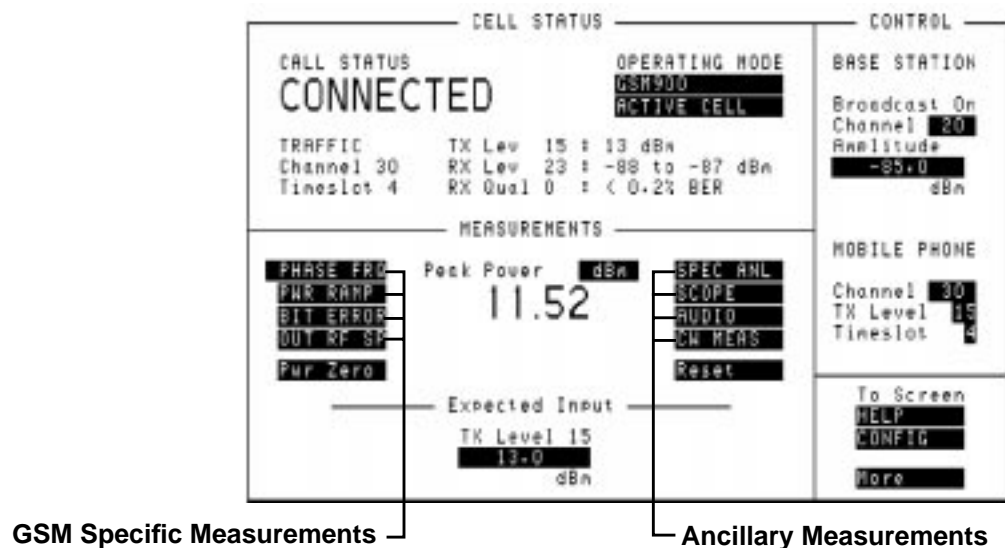 CELL STATUS
CALL STATUS
CONNECTED
OPERATING MODE
GSM900
ACTIVE CELL
TRAFFIC
Channel 30
Timeslot 4
TX Lev 15 : 13 dBm
RX Lev 23 : -88 to -87 dBm
RX Qual 0 : < 0.2% BER
MEASUREMENTS
PHASE FRQ
PWR RAMP
BIT ERROR
OUT RF SP
Pwr Zero
Peak Power dBm
11.52
SPEC ANL
SCOPE
AUDIO
CW MEAS
Reset
Expected Input
TX Level 15
13.0
dBm
CONTROL
BASE STATION
Broadcast On
Channel 20
Amplitude
-85.0
dBm
MOBILE PHONE
Channel 30
TX Level 15
Timeslot 4
To Screen
HELP
CONFIG
More
GSM Specific Measurements
Ancillary Measurements